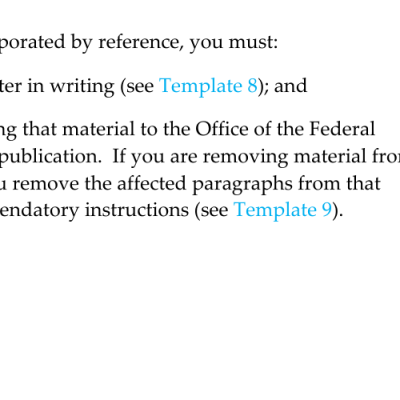 porated by reference, you must:
ter in writing (see Template 8); and
ng that material to the Office of the Federal
publication.  If you are removing material fro
u remove the affected paragraphs from that
endatory instructions (see Template 9).